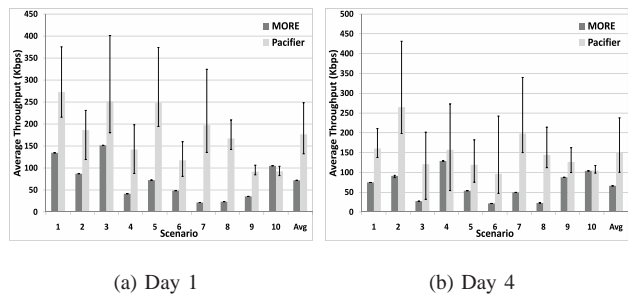 450
400
350
300
250
200
150
100
50
0
Average Throughput (Kbps)
MORE
Pacifier
1 2 3 4 5 6 7 8 9 10 Avg
Scenario
(a) Day 1
500
450
400
350
300
250
200
150
100
50
0
Average Throughput (Kbps)
MORE
Pacifier
1 2 3 4 5 6 7 8 9 10 Avg
Scenario
(b) Day 4